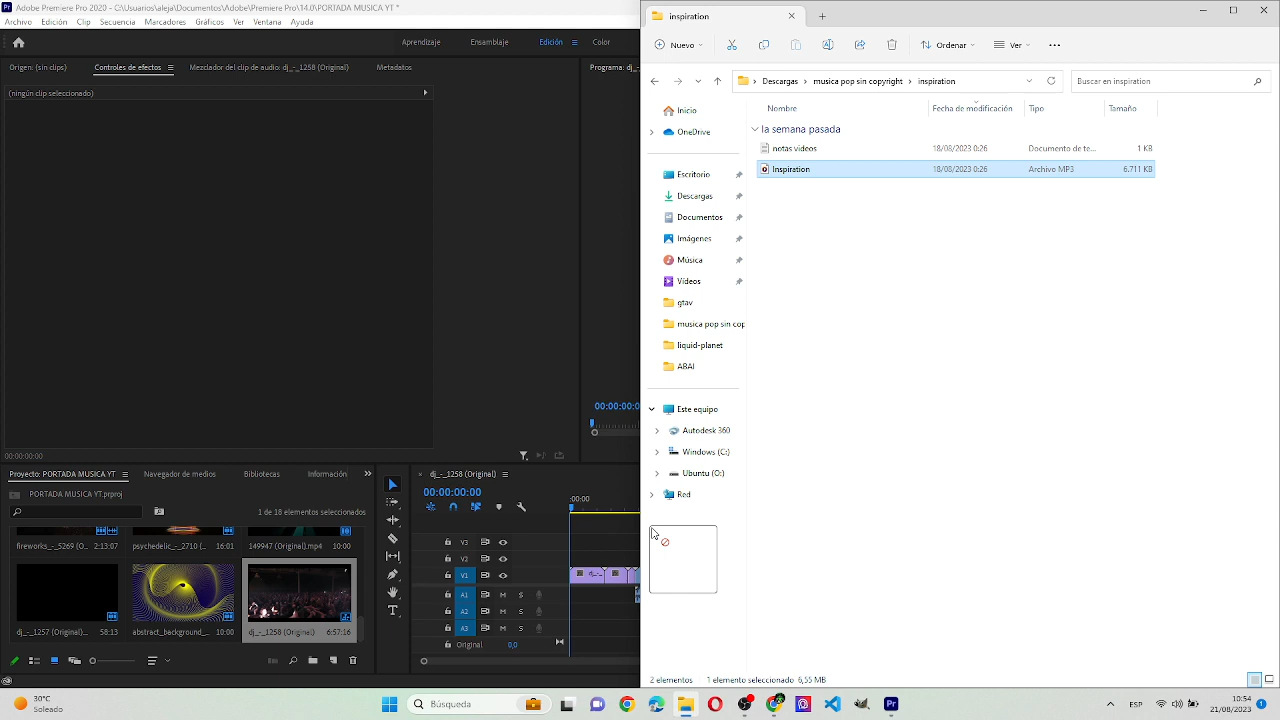 Adobe Premiere Pro 2020 - C:\Usuarios\aleja\Documentos\Adobe\Premiere Pro\14.0\PORTADA MUSICA YT *
Archivo Edición Clip Secuencia Marcadores Gráficos Ver Ventana Ayuda
Aprendizaje Ensamblaje Edición Color
Origen: (sin clips) Controles de efectos Mezclador del clip de audio: dj_-_1258 (Original) Metadatos
(ningún clip seleccionado)
00:00:00:00
Programa: dj_-
00:00:00:0
Proyecto: PORTADA MUSICA YT Navegador de medios Bibliotecas Información
PORTADA MUSICA YT.prproj
1 de 18 elementos seleccionados
fireworks_-_5269 (O... 2:13:07 psychedelic_-_2710 (... 16:01 149947 (Original).mp4 10:00
dj_-_1257 (Original)... 58:13 abstract_background_... 10:00 dj_-_1258 (Original) 6:57:16
dj_-_1258 (Original)
00:00:00:00
:00:00
V3
V2
V1
dj_-_
A1 M S
A2 M S
A3 M S
Original 0,0
inspiration
Nuevo Ordenar Ver
Descargas musica pop sin copyright inspiration
Buscar en inspiration
Nombre Fecha de modificación Tipo Tamaño
la semana pasada
notas videos 18/08/2023 0:26 Documento de te... 1 KB
Inspiration 18/08/2023 0:26 Archivo MP3 6.711 KB
Inicio
OneDrive
Escritorio
Descargas
Documentos
Imágenes
Música
Vídeos
gtav
musica pop sin cop
liquid-planet
ABAI
Este equipo
Autodesk 360
Windows (C:)
Ubuntu (O:)
Red
2 elementos 1 elemento seleccionado 6,55 MB
30°C
Soleado
Búsqueda
ESP
10:54
21/08/2023